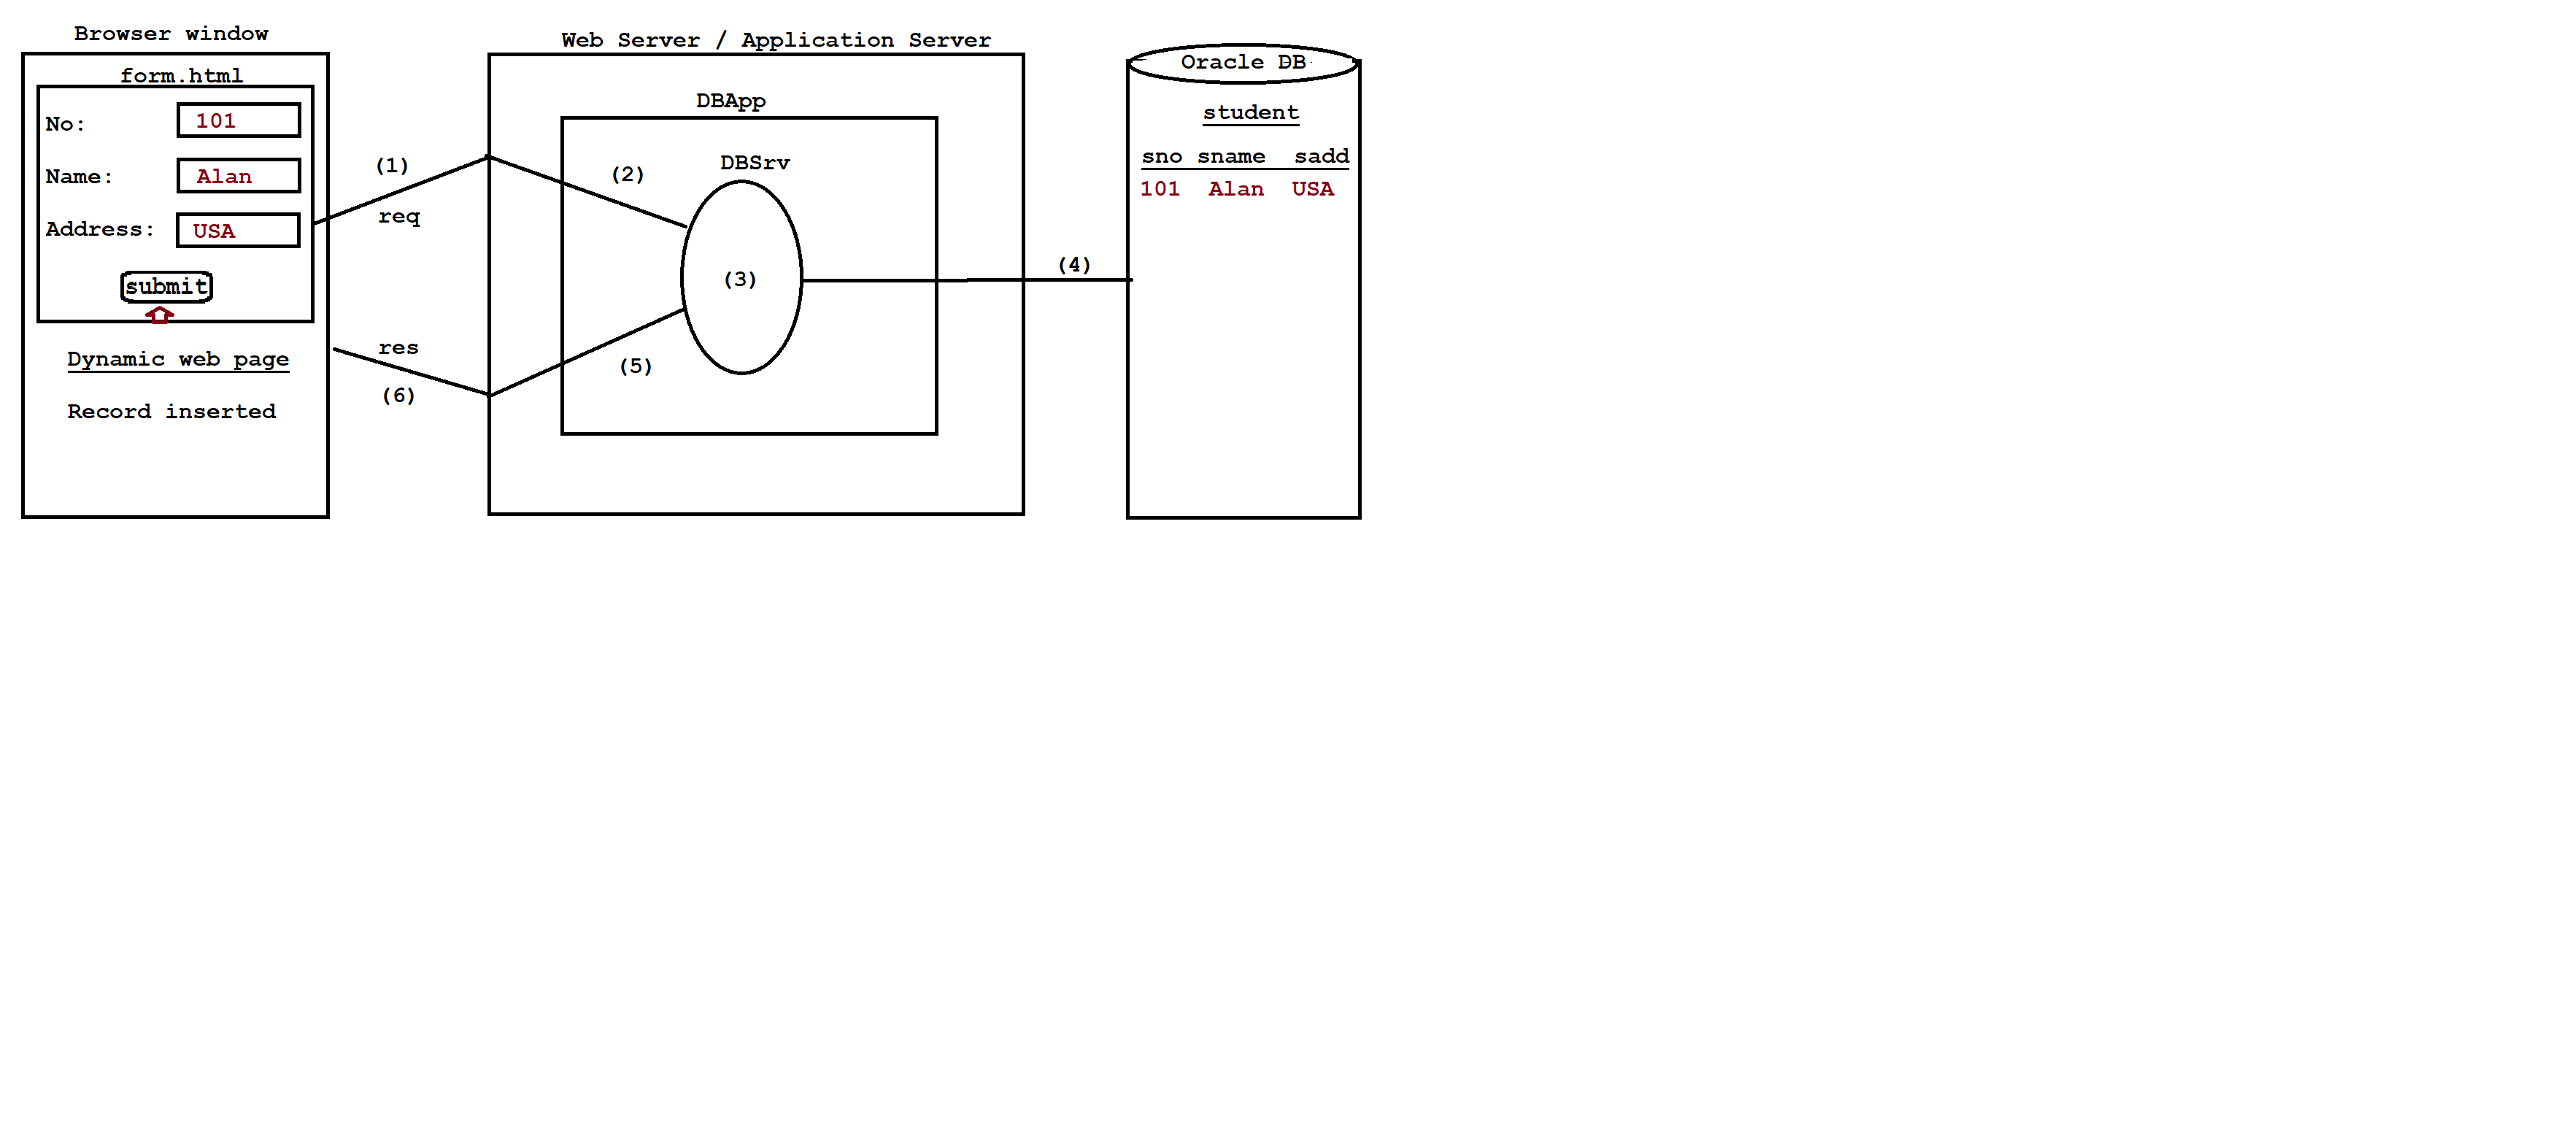 Browser window
form.html
No: 101
Name: Alan
Address: USA
submit
Dynamic web page
Record inserted
(1)
req
res
(6)
Web Server / Application Server
DBApp
DBSrv
(2)
(3)
(5)
(4)
Oracle DB
student
sno sname sadd
101 Alan USA